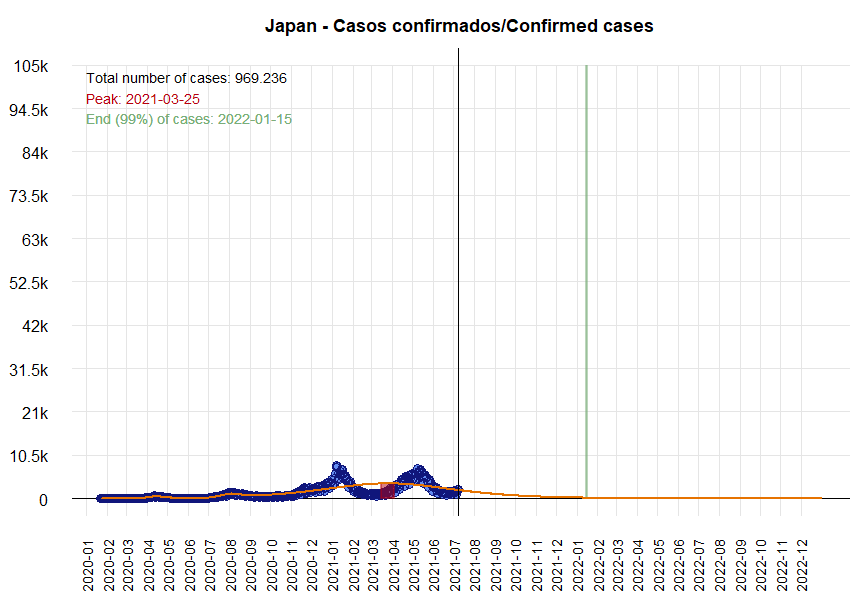 Japan - Casos confirmados/Confirmed cases
105k
94.5k
84k
73.5k
63k
52.5k
42k
31.5k
21k
10.5k
0
Total number of cases: 969.236
Peak: 2021-03-25
End (99%) of cases: 2022-01-15
2020-01
2020-02
2020-03
2020-04
2020-05
2020-06
2020-07
2020-08
2020-09
2020-10
2020-11
2020-12
2021-01
2021-02
2021-03
2021-04
2021-05
2021-06
2021-07
2021-08
2021-09
2021-10
2021-11
2021-12
2022-01
2022-02
2022-03
2022-04
2022-05
2022-06
2022-07
2022-08
2022-09
2022-10
2022-11
2022-12